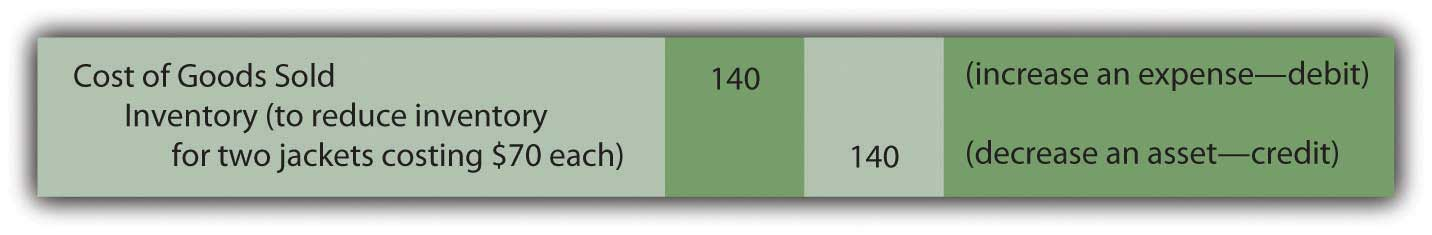 Cost of Goods Sold 140 (increase an expense—debit)
Inventory (to reduce inventory
for two jackets costing $70 each) 140 (decrease an asset—credit)